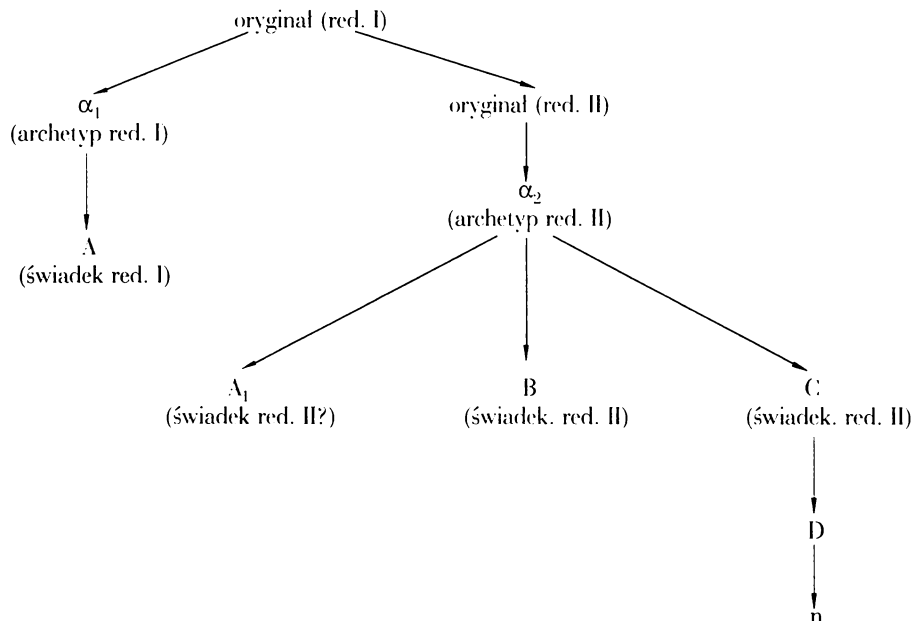 oryginał (red. I)
α₁
(archetyp red. I)
oryginał (red. II)
α₂
(archetyp red. II)
A
(świadek red. I)
A₁
(świadek red. II?)
B
(świadek. red. II)
C
(świadek. red. II)
D
n